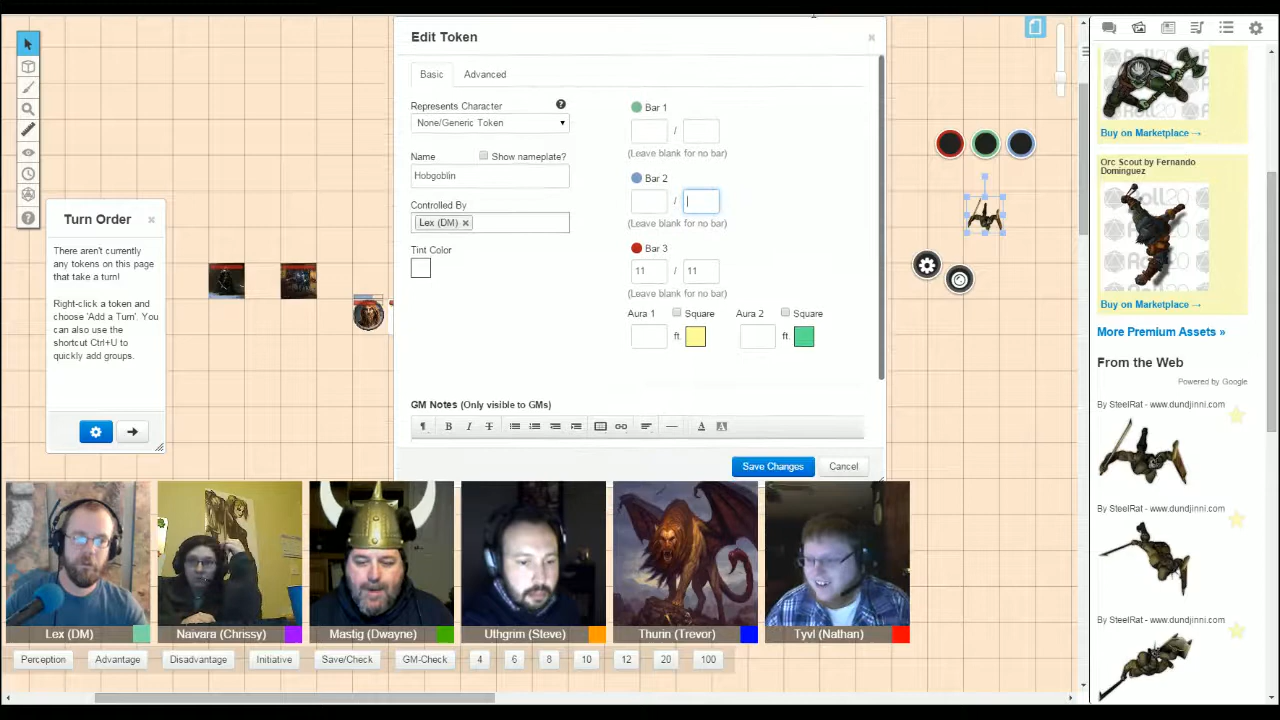 Edit Token
Basic
Advanced
Represents Character
None/Generic Token
Name
Show nameplate?
Hobgoblin
Controlled By
Lex (DM)
Tint Color
Bar 1
/
(Leave blank for no bar)
Bar 2
/
(Leave blank for no bar)
Bar 3
11 / 11
(Leave blank for no bar)
Aura 1 Square
Aura 2 Square
ft.
ft.
GM Notes (Only visible to GMs)
Save Changes
Cancel
Turn Order
There aren't currently
any tokens on this page
that take a turn!
Right-click a token and
choose 'Add a Turn'. You
can also use the
shortcut Ctrl+U to
quickly add groups.
Buy on Marketplace →
Orc Scout by Fernando
Dominguez
Buy on Marketplace →
More Premium Assets »
From the Web
Powered by Google
By SteelRat - www.dundjinni.com
By SteelRat - www.dundjinni.com
By SteelRat - www.dundjinni.com
Lex (DM)
Naivara (Chrissy)
Mastig (Dwayne)
Uthgrim (Steve)
Thurin (Trevor)
Tyvl (Nathan)
Perception
Advantage
Disadvantage
Initiative
Save/Check
GM-Check
4
6
8
10
12
20
100